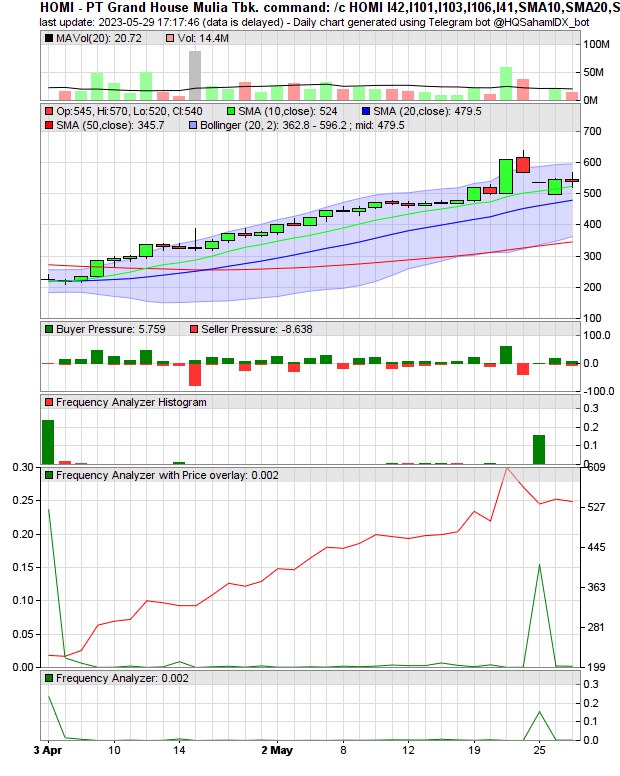 HOMI - PT Grand House Mulia Tbk. command: /c HOMI I42,I101,I103,I106,I41,SMA10,SMA20,S
last update: 2023-05-29 17:17:46 (data is delayed) - Daily chart generated using Telegram bot @HQSahamIDX_bot
MAVol(20): 20.72 Vol: 14.4M
100M
50M
0M
Op:545, Hi:570, Lo:520, Cl:540 SMA (10,close): 524 SMA (20,close): 479.5
SMA (50,close): 345.7 Bollinger (20, 2): 362.8 - 596.2 ; mid: 479.5
700
600
500
400
300
200
100
Buyer Pressure: 5.759 Seller Pressure: -8.638
100.0
0.0
-100.0
Frequency Analyzer Histogram
0.3
0.2
0.1
0.0
Frequency Analyzer with Price overlay: 0.002
0.30 609
0.25 527
0.20 445
0.15
0.10 363
0.05 281
0.00 199
Frequency Analyzer: 0.002
0.3
0.2
0.1
0.0
3 Apr 10 14 2 May 8 12 19 25